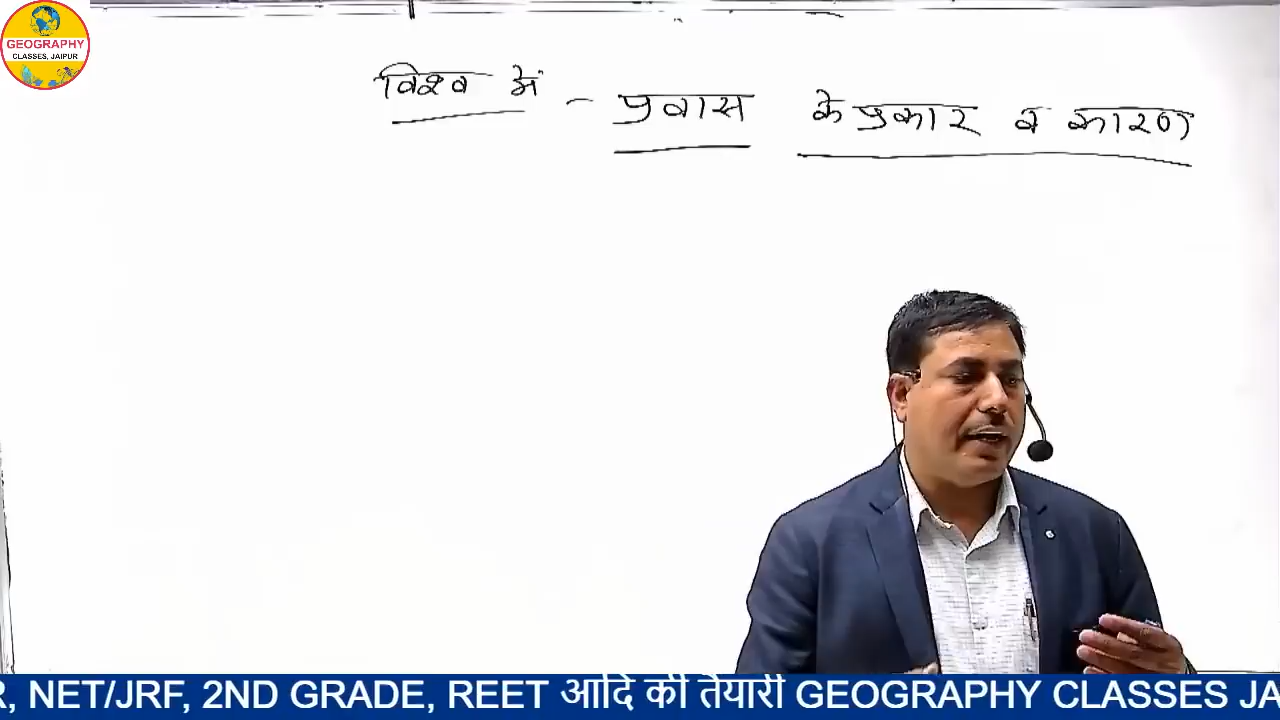 GEOGRAPHY
CLASSES, JAIPUR
विश्व में - प्रवास के प्रकार व कारण
R, NET/JRF, 2ND GRADE, REET आदि की तैयारी GEOGRAPHY CLASSES JA